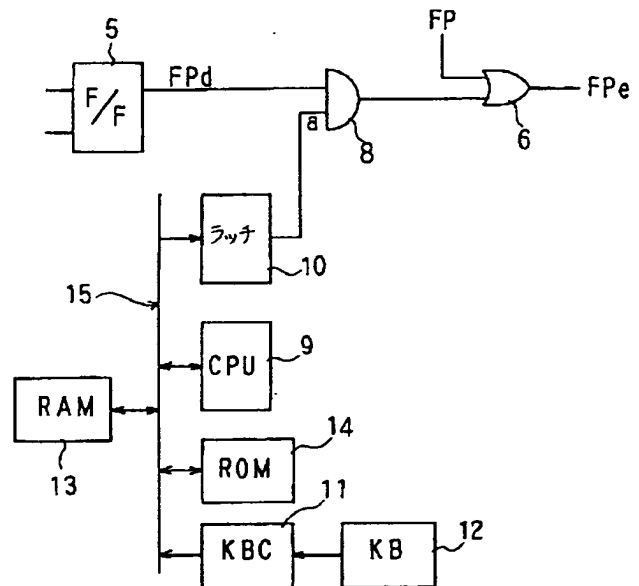 5
F/F
FPd
FP
a
8
6
FPe
ラッチ
10
15
CPU
9
RAM
13
ROM
14
KBC
11
KB
12